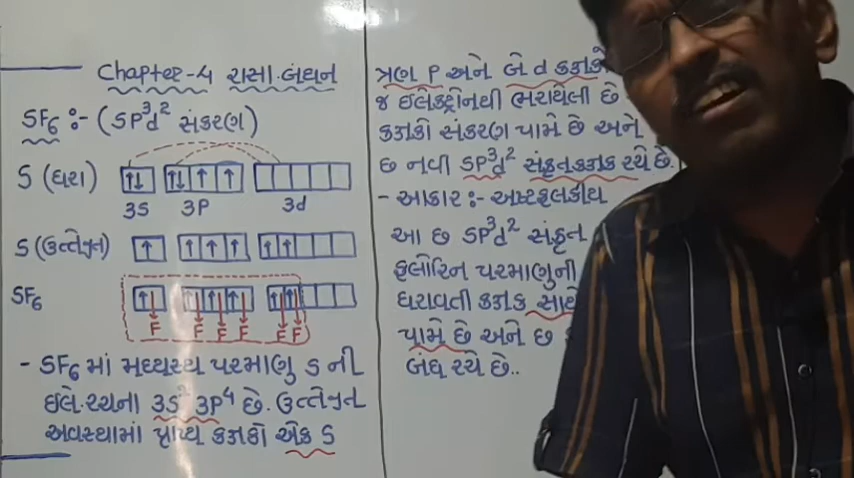 Chapter-4 રાસા.બંધન
SF₆ :- (SP³d² સંકરણ)
S (ધરા)
3S 3P 3d
S (ઉત્તેજીત)
SF₆
F F F F F F
- SF₆ માં મધ્યસ્થ પરમાણુ S ની
ઇલે.રચના 3S² 3P⁴ છે. ઉત્તેજીત
અવસ્થામાં પ્રાપ્ય કક્ષકો એક S
ત્રણ P અને બે d કક્ષકો
જ ઇલેક્ટ્રોનથી ભરાયેલી છે
કક્ષકો સંકરણ પામે છે અને
છ નવી SP³d² સંકૃતકક્ષક રચે છે.
- આકાર :- અષ્ટફલકીય
આ છ SP³d² સંકૃત
ફ્લોરિન પરમાણુની
ધરાવતી કક્ષક સાથે
પામે છે અને છ
બંધ રચે છે..